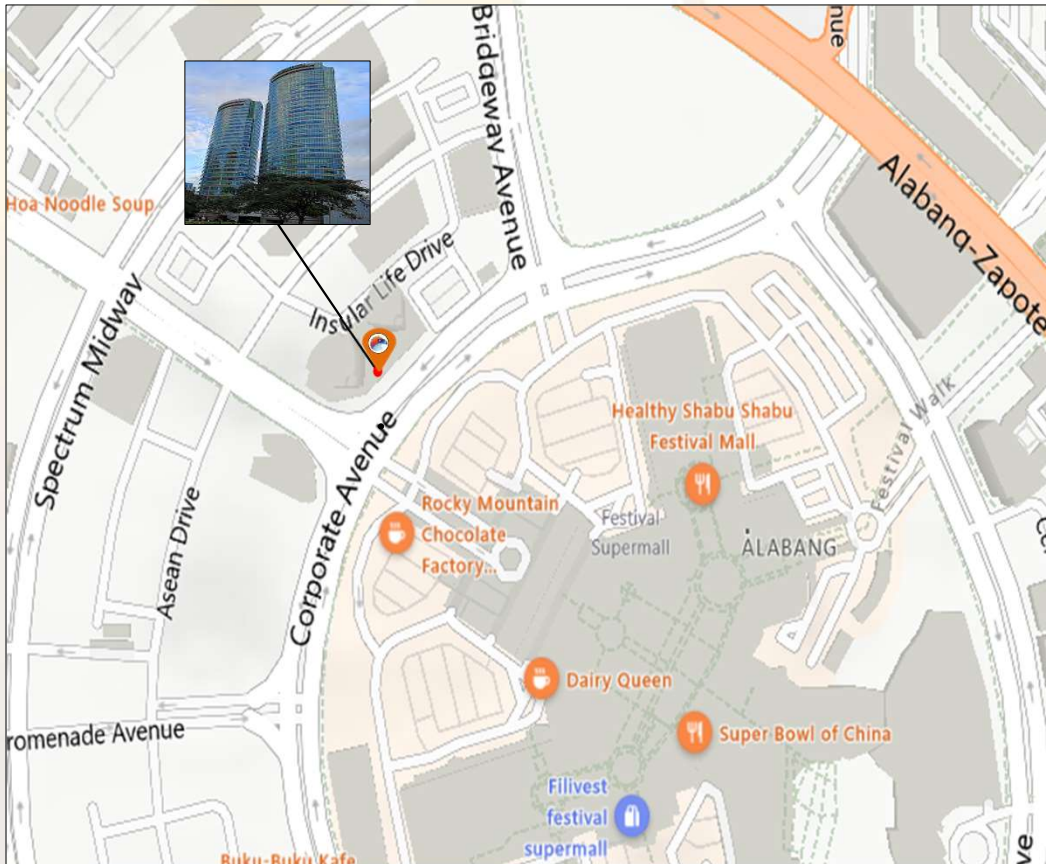 Bridgeway Avenue
nue
Alabang-Zapote
Hoa Noodle Soup
Insular Life Drive
Spectrum Midway
Healthy Shabu Shabu
Festival Mall
Festival Walk
Corporate Avenue
Rocky Mountain
Chocolate
Factory...
Festival
Supermall
ALABANG
Asean Drive
Dairy Queen
romenade Avenue
Super Bowl of China
Filivest
festival
supermall
Buku-Buku Kafe
ve